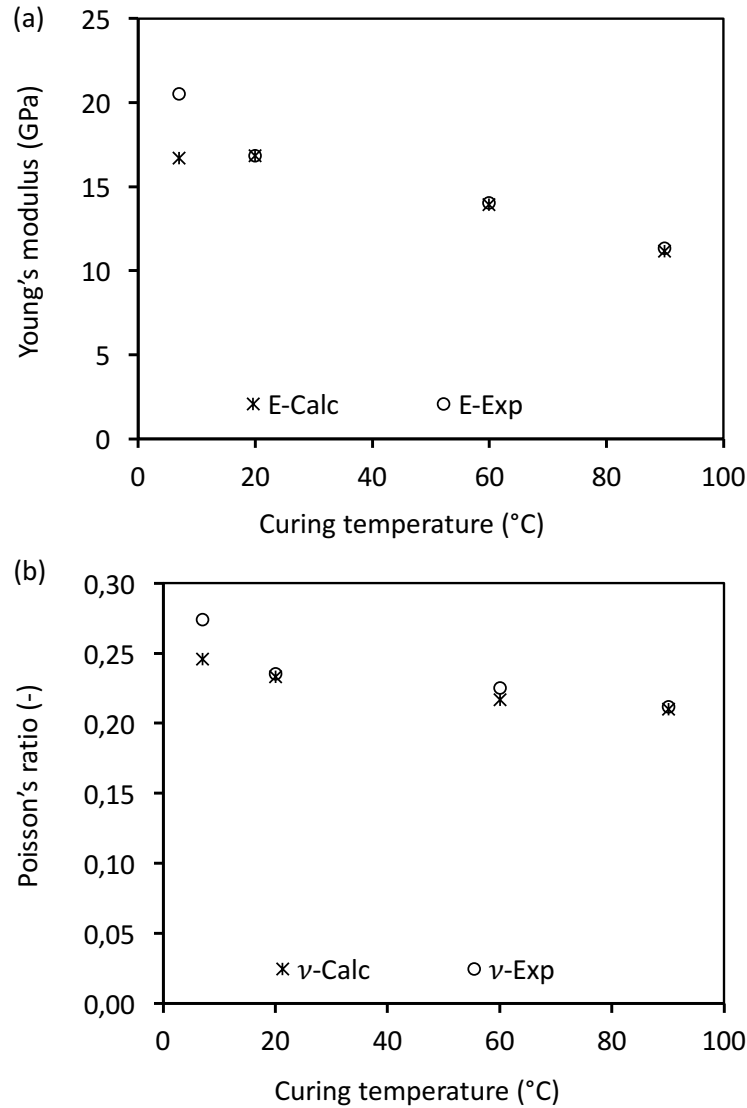 (a)
25
20
15
10
5
0
Young's modulus (GPa)
E-Calc E-Exp
0 20 40 60 80 100
Curing temperature (°C)
(b)
0,30
0,25
0,20
0,15
0,10
0,05
0,00
Poisson's ratio (-)
ν-Calc ν-Exp
0 20 40 60 80 100
Curing temperature (°C)